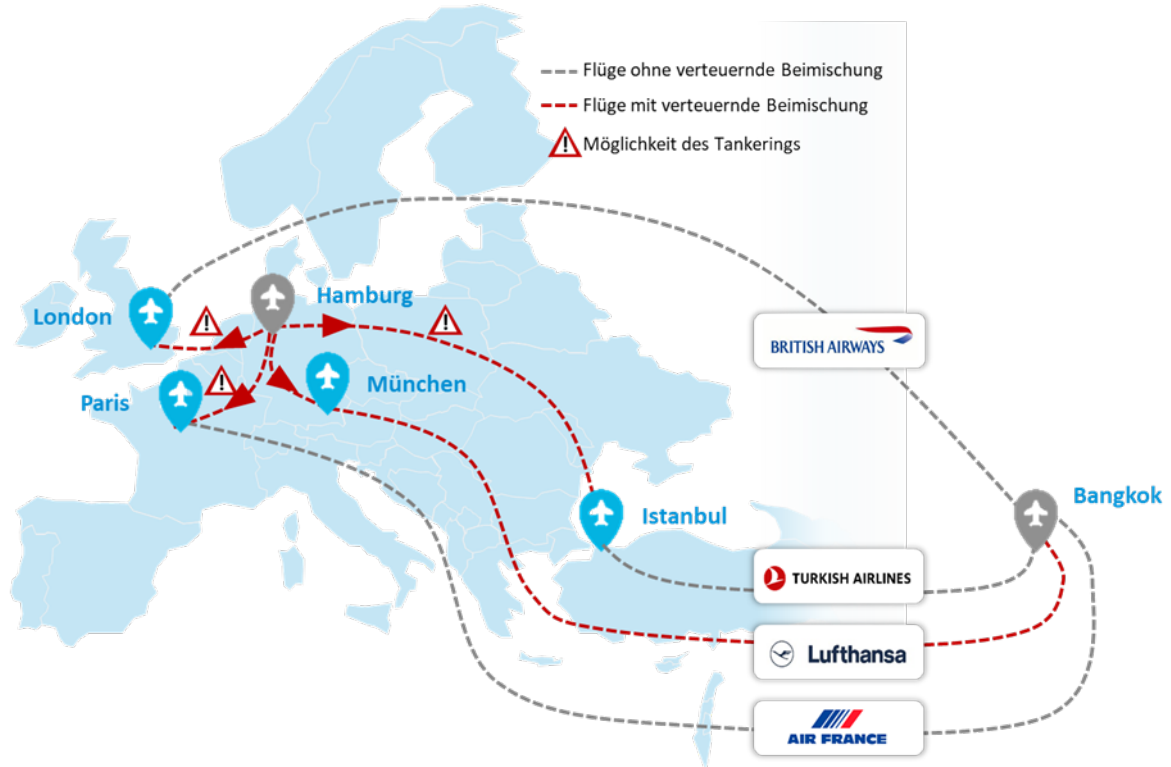 Flüge ohne verteuernde Beimischung
Flüge mit verteuernde Beimischung
! Möglichkeit des Tankerings
Hamburg
London
!
!
BRITISH AIRWAYS
!
München
Paris
Bangkok
Istanbul
TURKISH AIRLINES
Lufthansa
AIR FRANCE